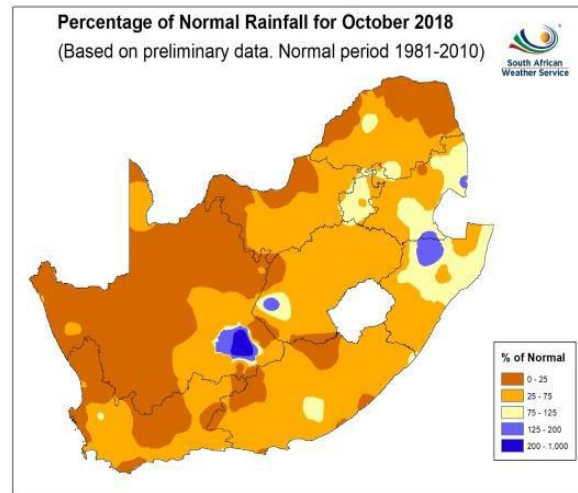 Percentage of Normal Rainfall for October 2018
(Based on preliminary data. Normal period 1981-2010)
South African
Weather Service
% of Normal
0 - 25
25 - 75
75 - 125
125 - 200
200 - 1,000